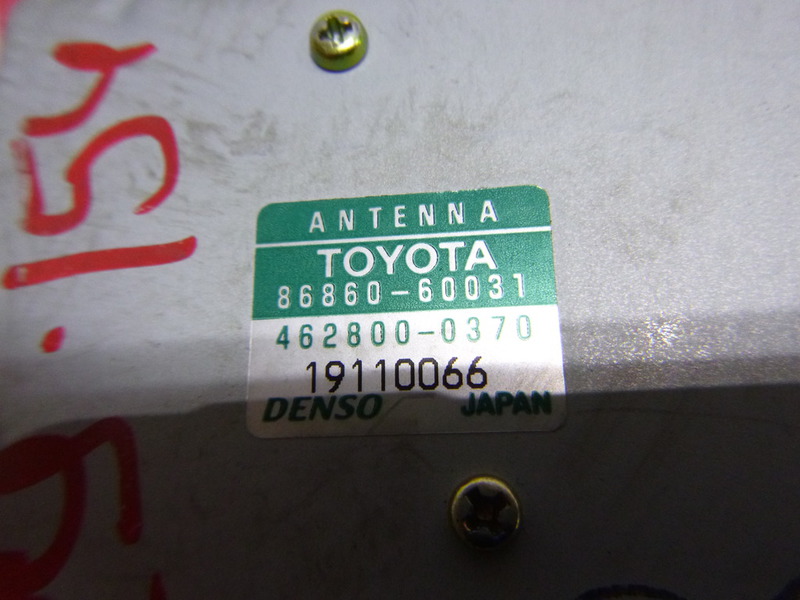 ANTENNA
TOYOTA
86860-60031
462800-0370
19110066
DENSO JAPAN